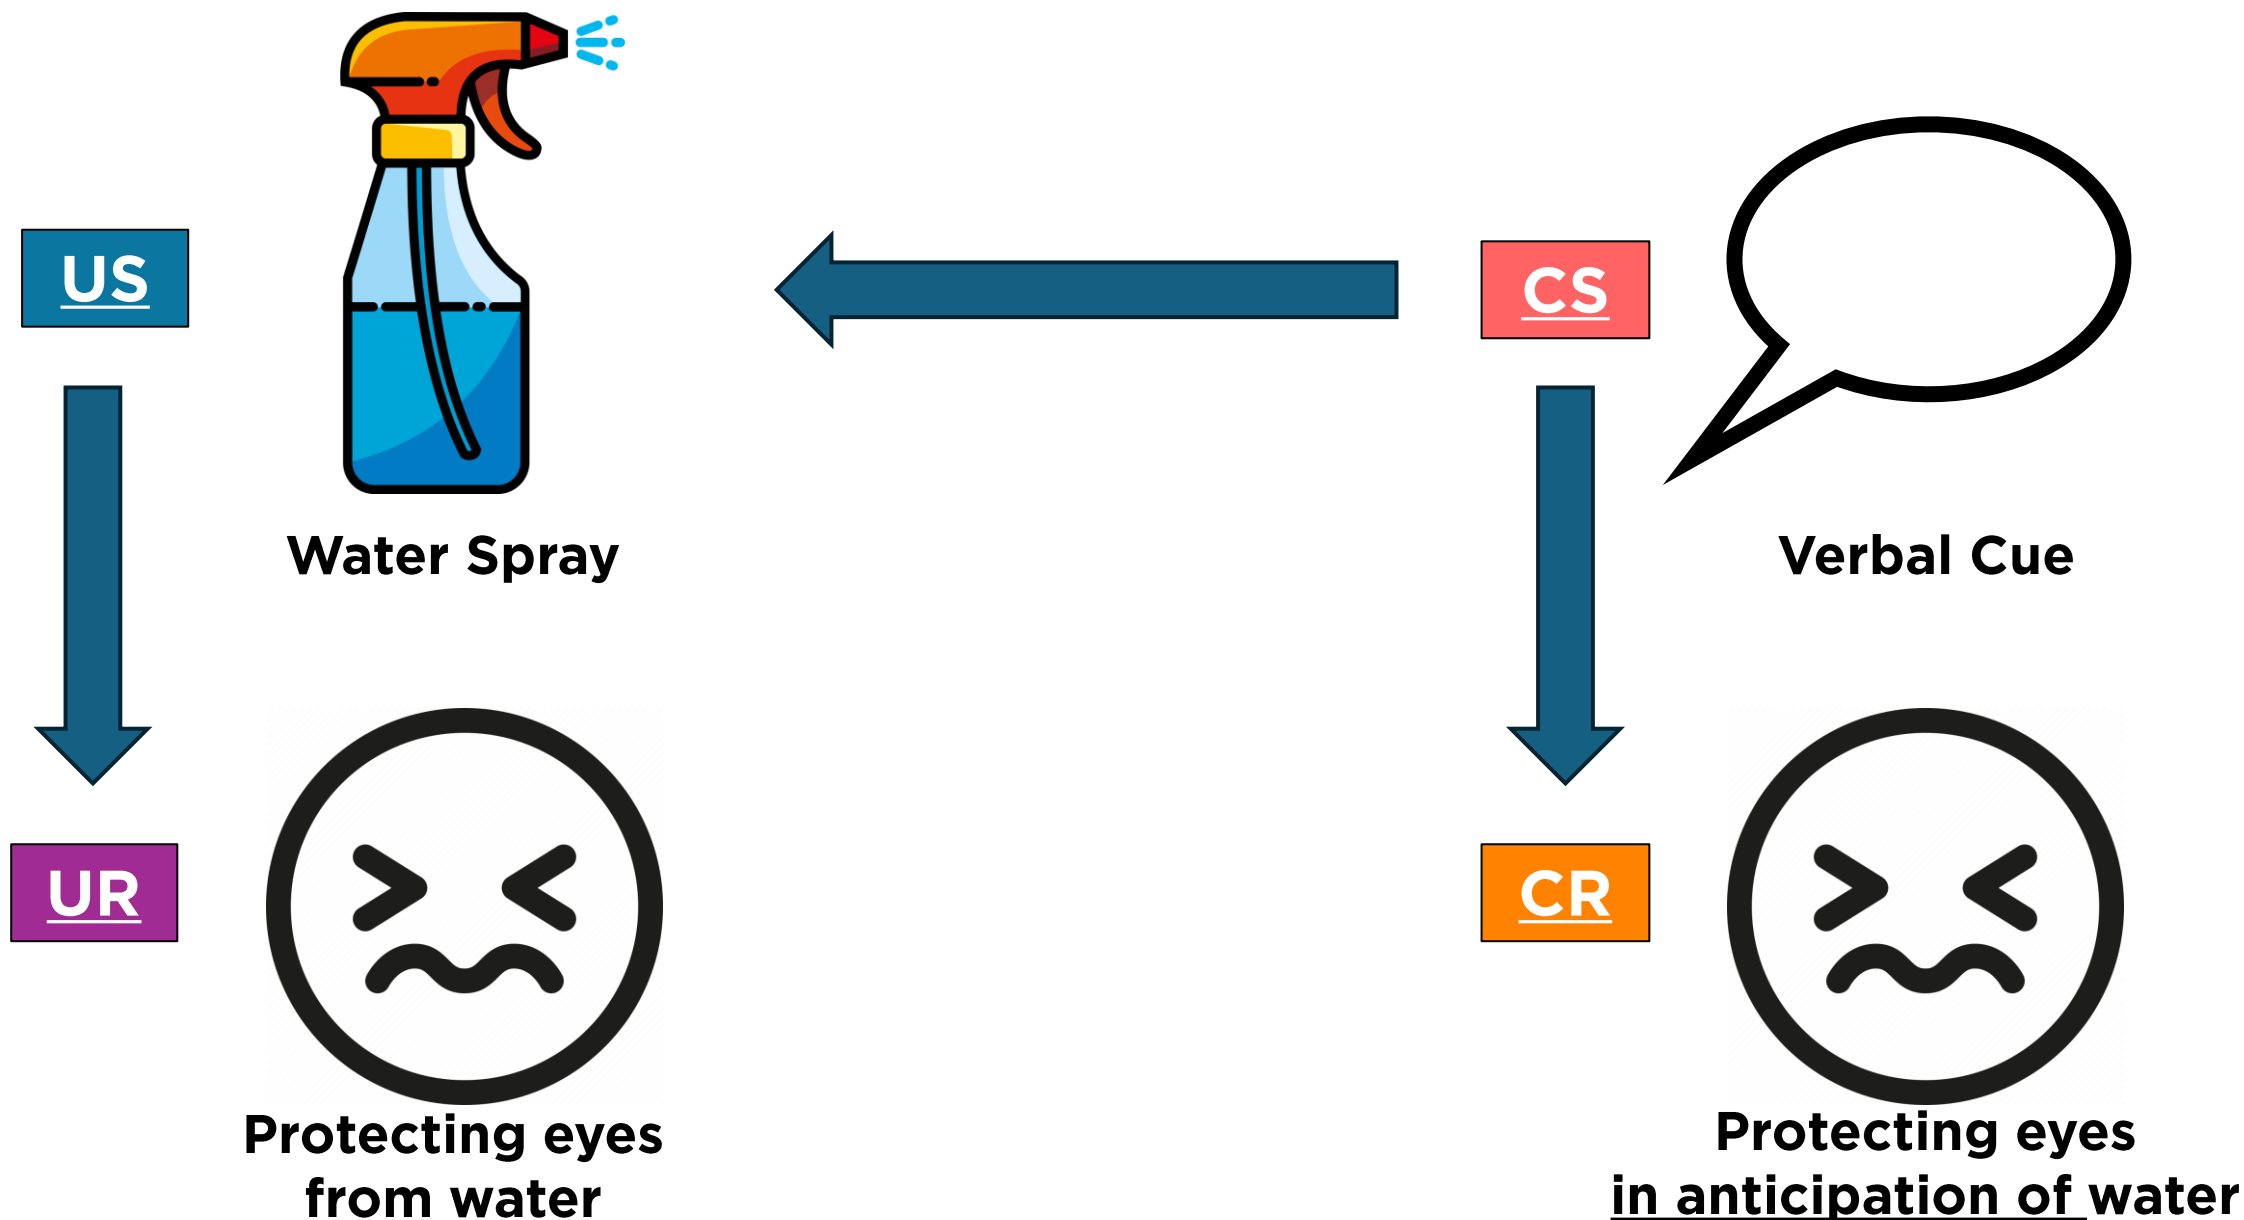 US
CS
Water Spray
Verbal Cue
UR
CR
Protecting eyes
from water
Protecting eyes
in anticipation of water